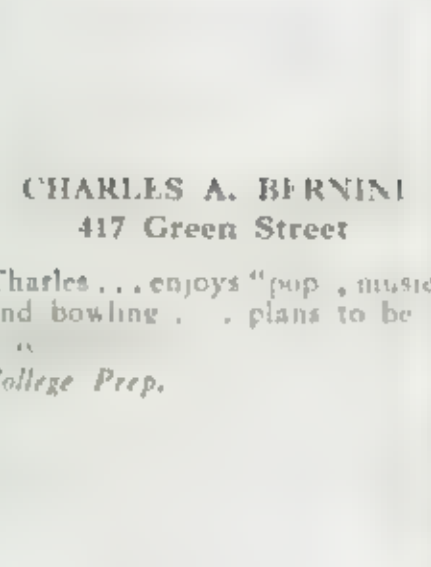 CHARLES A. BERNINI
417 Green Street
Charles . . . enjoys "pop , music
and bowling . . . plans to be
College Prep.